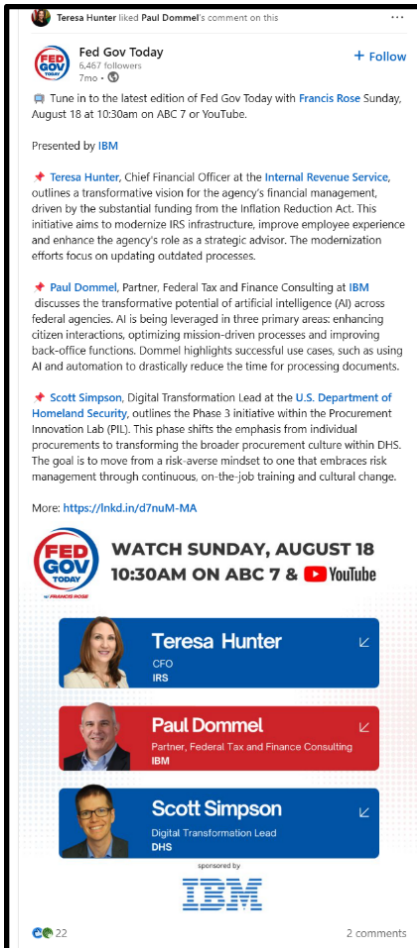 Teresa Hunter liked Paul Dommel's comment on this
Fed Gov Today
6,467 followers
7mo •
+ Follow
Tune in to the latest edition of Fed Gov Today with Francis Rose Sunday,
August 18 at 10:30am on ABC 7 or YouTube.
Presented by IBM
Teresa Hunter, Chief Financial Officer at the Internal Revenue Service,
outlines a transformative vision for the agency's financial management,
driven by the substantial funding from the Inflation Reduction Act. This
initiative aims to modernize IRS infrastructure, improve employee experience
and enhance the agency's role as a strategic advisor. The modernization
efforts focus on updating outdated processes.
Paul Dommel, Partner, Federal Tax and Finance Consulting at IBM
discusses the transformative potential of artificial intelligence (AI) across
federal agencies. AI is being leveraged in three primary areas: enhancing
citizen interactions, optimizing mission-driven processes and improving
back-office functions. Dommel highlights successful use cases, such as using
AI and automation to drastically reduce the time for processing documents.
Scott Simpson, Digital Transformation Lead at the U.S. Department of
Homeland Security, outlines the Phase 3 initiative within the Procurement
Innovation Lab (PIL). This phase shifts the emphasis from individual
procurements to transforming the broader procurement culture within DHS.
The goal is to move from a risk-averse mindset to one that embraces risk
management through continuous, on-the-job training and cultural change.
More: https://lnkd.in/d7nuM-MA
FED
GOV
TODAY
w/ FRANCIS ROSE
WATCH SUNDAY, AUGUST 18
10:30AM ON ABC 7 & YouTube
Teresa Hunter
CFO
IRS
Paul Dommel
Partner, Federal Tax and Finance Consulting
IBM
Scott Simpson
Digital Transformation Lead
DHS
sponsored by
IBM
22
2 comments